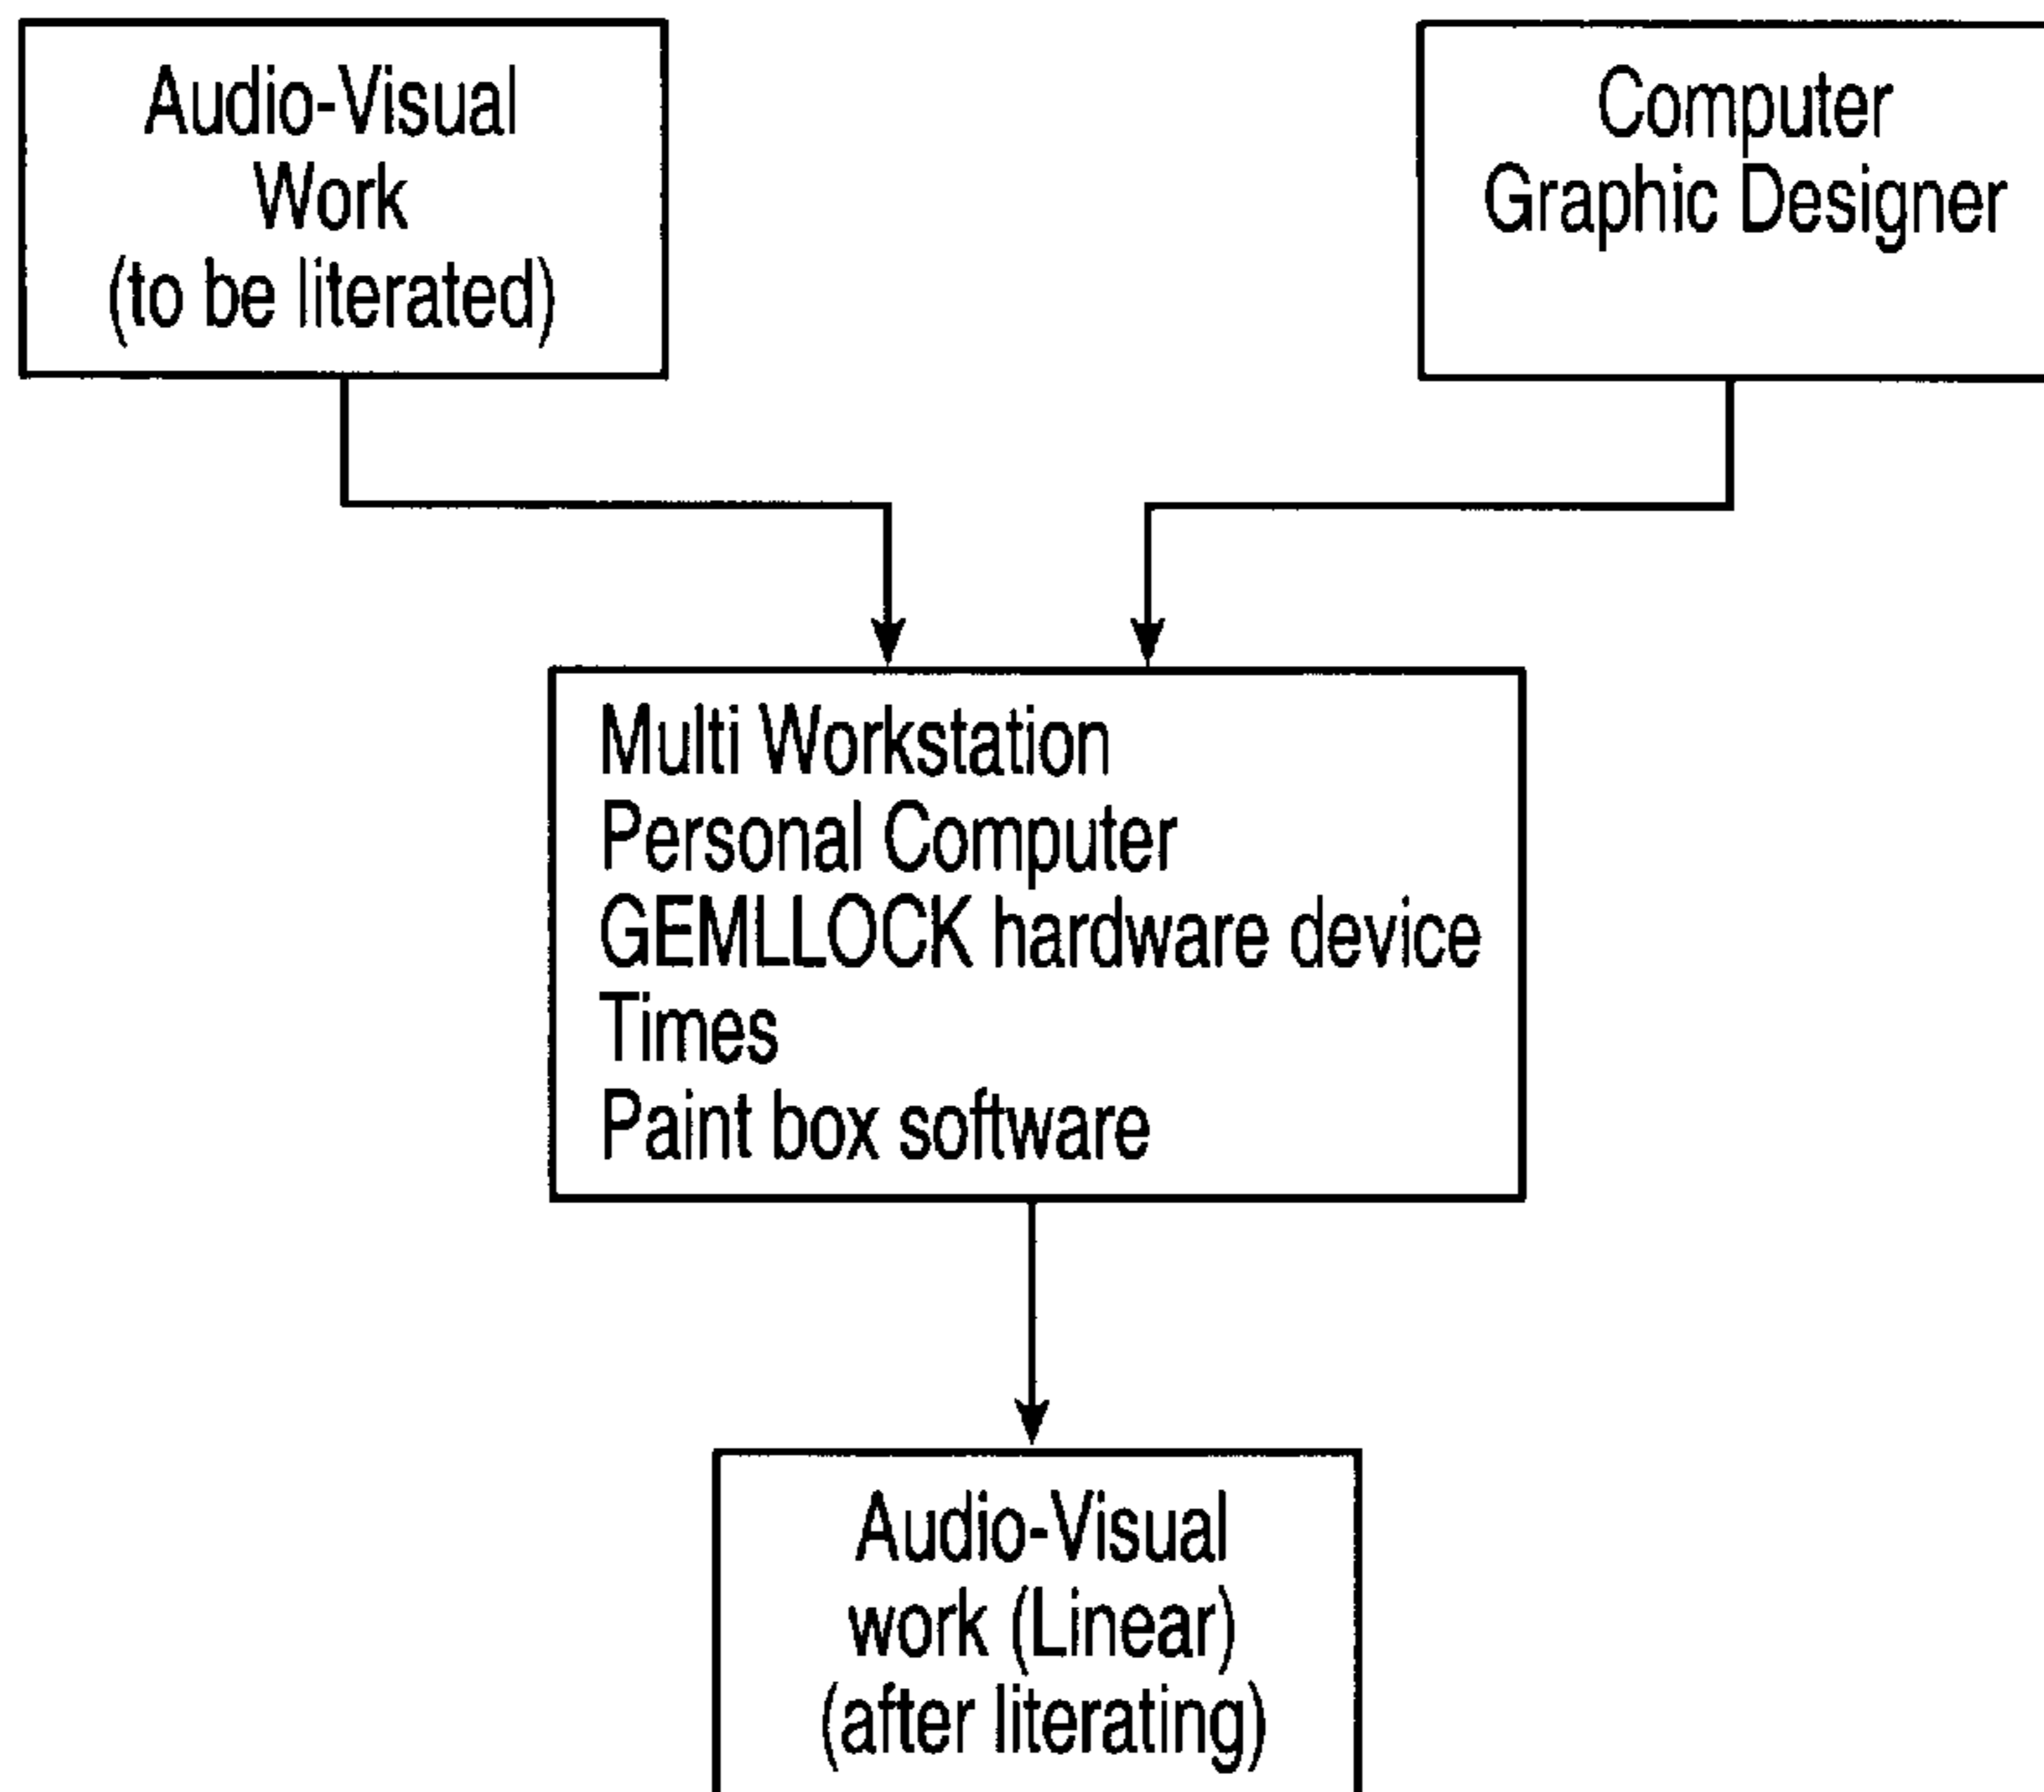 Audio-Visual
Work
(to be literated)
Computer
Graphic Designer
Multi Workstation
Personal Computer
GEMLLOCK hardware device
Times
Paint box software
Audio-Visual
work (Linear)
(after literating)